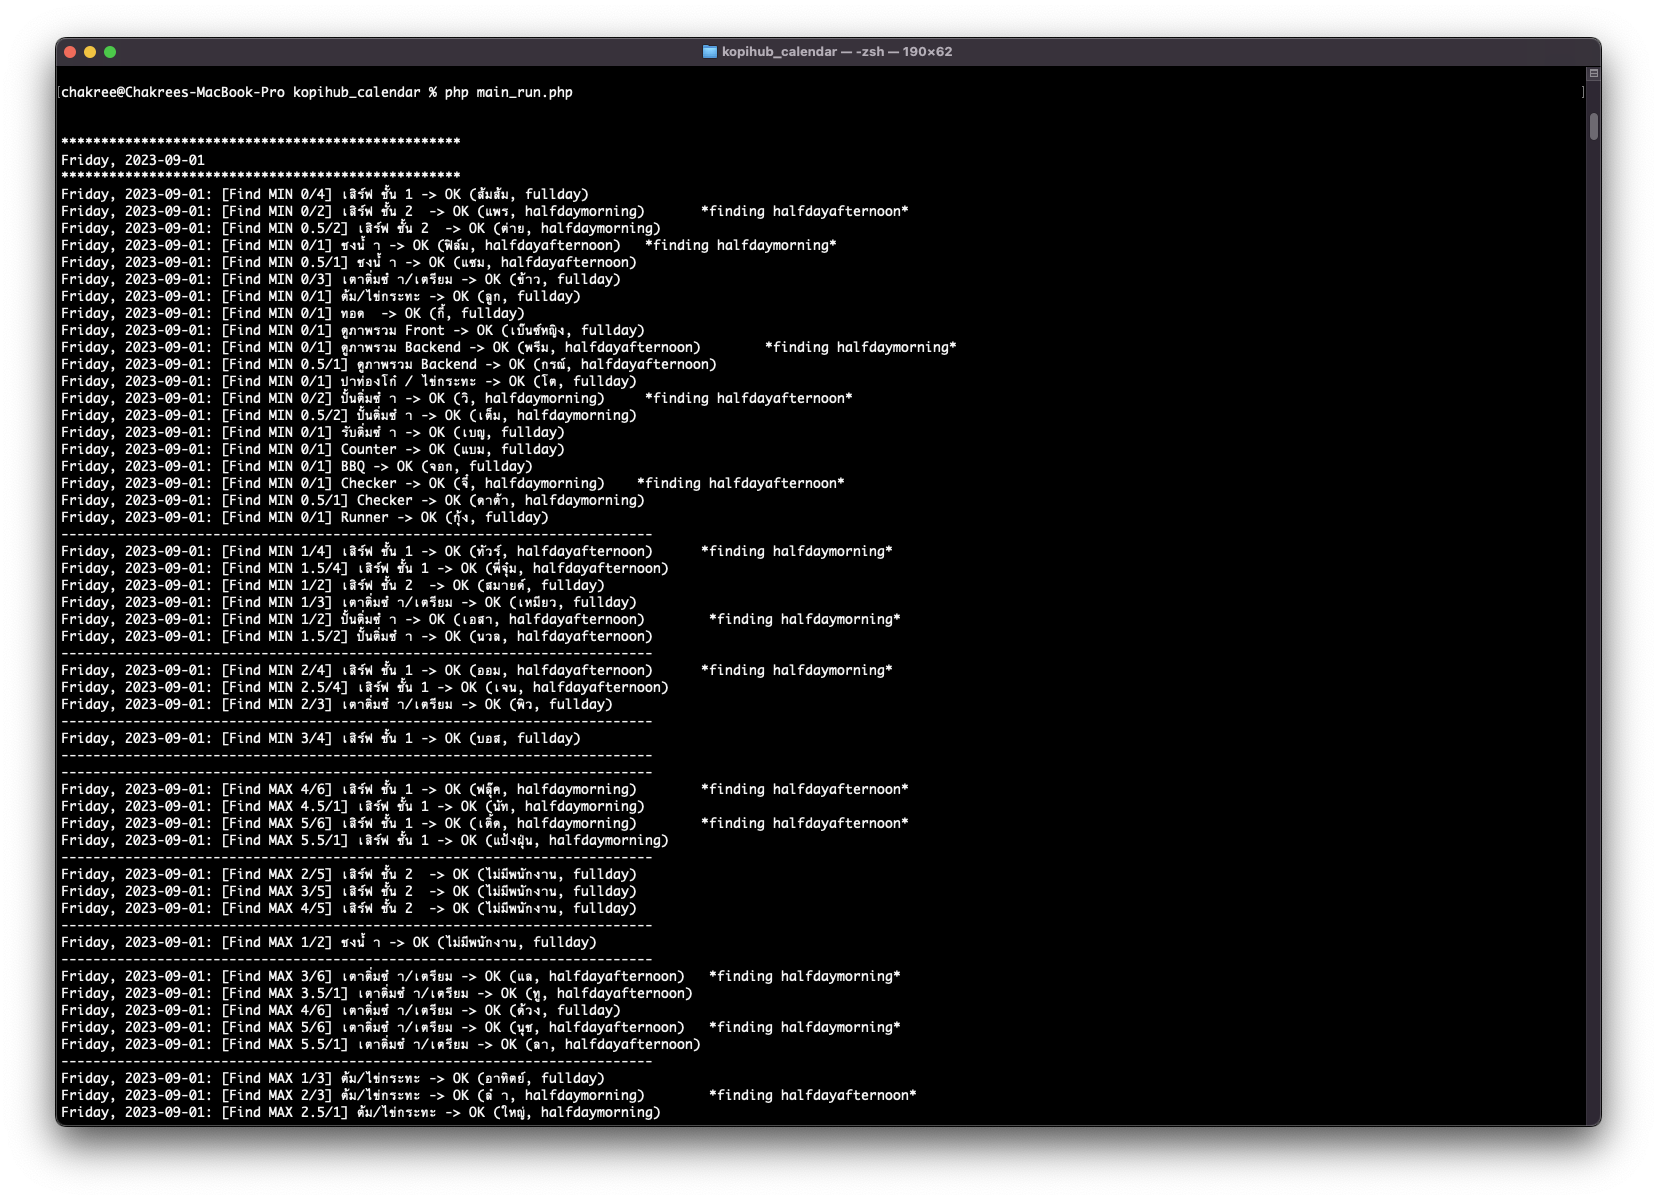 kopihub_calendar — -zsh — 190×62
[chakree@Chakrees-MacBook-Pro kopihub_calendar % php main_run.php ]
**************************************************
Friday, 2023-09-01
**************************************************
Friday, 2023-09-01: [Find MIN 0/4] เสิร์ฟ ชั้น 1 -> OK (ส้มส้ม, fullday)
Friday, 2023-09-01: [Find MIN 0/2] เสิร์ฟ ชั้น 2  -> OK (แพร, halfdaymorning)       *finding halfdayafternoon*
Friday, 2023-09-01: [Find MIN 0.5/2] เสิร์ฟ ชั้น 2  -> OK (ต่าย, halfdaymorning)
Friday, 2023-09-01: [Find MIN 0/1] ชงน้ำ -> OK (ฟิล์ม, halfdayafternoon)   *finding halfdaymorning*
Friday, 2023-09-01: [Find MIN 0.5/1] ชงน้ำ -> OK (แซม, halfdayafternoon)
Friday, 2023-09-01: [Find MIN 0/3] เตาติ่มซำ/เตรียม -> OK (ข้าว, fullday)
Friday, 2023-09-01: [Find MIN 0/1] ต้ม/ไข่กระทะ -> OK (ลูก, fullday)
Friday, 2023-09-01: [Find MIN 0/1] ทอด  -> OK (กี้, fullday)
Friday, 2023-09-01: [Find MIN 0/1] ดูภาพรวม Front -> OK (เบ๊นซ์หญิง, fullday)
Friday, 2023-09-01: [Find MIN 0/1] ดูภาพรวม Backend -> OK (พรีม, halfdayafternoon)        *finding halfdaymorning*
Friday, 2023-09-01: [Find MIN 0.5/1] ดูภาพรวม Backend -> OK (กรณ์, halfdayafternoon)
Friday, 2023-09-01: [Find MIN 0/1] ปาท่องโก๋ / ไข่กระทะ -> OK (โต, fullday)
Friday, 2023-09-01: [Find MIN 0/2] ปั้นติ่มซำ -> OK (วิ, halfdaymorning)     *finding halfdayafternoon*
Friday, 2023-09-01: [Find MIN 0.5/2] ปั้นติ่มซำ -> OK (เต็ม, halfdaymorning)
Friday, 2023-09-01: [Find MIN 0/1] รับติ่มซำ -> OK (เบญ, fullday)
Friday, 2023-09-01: [Find MIN 0/1] Counter -> OK (แบม, fullday)
Friday, 2023-09-01: [Find MIN 0/1] BBQ -> OK (จอก, fullday)
Friday, 2023-09-01: [Find MIN 0/1] Checker -> OK (จี๋, halfdaymorning)    *finding halfdayafternoon*
Friday, 2023-09-01: [Find MIN 0.5/1] Checker -> OK (ดาด้า, halfdaymorning)
Friday, 2023-09-01: [Find MIN 0/1] Runner -> OK (กุ้ง, fullday)
--------------------------------------------------------------------------
Friday, 2023-09-01: [Find MIN 1/4] เสิร์ฟ ชั้น 1 -> OK (ทัวร์, halfdayafternoon)      *finding halfdaymorning*
Friday, 2023-09-01: [Find MIN 1.5/4] เสิร์ฟ ชั้น 1 -> OK (พี่จุ๋ม, halfdayafternoon)
Friday, 2023-09-01: [Find MIN 1/2] เสิร์ฟ ชั้น 2  -> OK (สมายด์, fullday)
Friday, 2023-09-01: [Find MIN 1/3] เตาติ่มซำ/เตรียม -> OK (เหมียว, fullday)
Friday, 2023-09-01: [Find MIN 1/2] ปั้นติ่มซำ -> OK (เอสา, halfdayafternoon)        *finding halfdaymorning*
Friday, 2023-09-01: [Find MIN 1.5/2] ปั้นติ่มซำ -> OK (นวล, halfdayafternoon)
--------------------------------------------------------------------------
Friday, 2023-09-01: [Find MIN 2/4] เสิร์ฟ ชั้น 1 -> OK (ออม, halfdayafternoon)      *finding halfdaymorning*
Friday, 2023-09-01: [Find MIN 2.5/4] เสิร์ฟ ชั้น 1 -> OK (เจน, halfdayafternoon)
Friday, 2023-09-01: [Find MIN 2/3] เตาติ่มซำ/เตรียม -> OK (พิว, fullday)
--------------------------------------------------------------------------
Friday, 2023-09-01: [Find MIN 3/4] เสิร์ฟ ชั้น 1 -> OK (บอส, fullday)
--------------------------------------------------------------------------
--------------------------------------------------------------------------
Friday, 2023-09-01: [Find MAX 4/6] เสิร์ฟ ชั้น 1 -> OK (ฟลุ๊ค, halfdaymorning)        *finding halfdayafternoon*
Friday, 2023-09-01: [Find MAX 4.5/1] เสิร์ฟ ชั้น 1 -> OK (นัท, halfdaymorning)
Friday, 2023-09-01: [Find MAX 5/6] เสิร์ฟ ชั้น 1 -> OK (เติ้ด, halfdaymorning)        *finding halfdayafternoon*
Friday, 2023-09-01: [Find MAX 5.5/1] เสิร์ฟ ชั้น 1 -> OK (แป้งฝุ่น, halfdaymorning)
--------------------------------------------------------------------------
Friday, 2023-09-01: [Find MAX 2/5] เสิร์ฟ ชั้น 2  -> OK (ไม่มีพนักงาน, fullday)
Friday, 2023-09-01: [Find MAX 3/5] เสิร์ฟ ชั้น 2  -> OK (ไม่มีพนักงาน, fullday)
Friday, 2023-09-01: [Find MAX 4/5] เสิร์ฟ ชั้น 2  -> OK (ไม่มีพนักงาน, fullday)
--------------------------------------------------------------------------
Friday, 2023-09-01: [Find MAX 1/2] ชงน้ำ -> OK (ไม่มีพนักงาน, fullday)
--------------------------------------------------------------------------
Friday, 2023-09-01: [Find MAX 3/6] เตาติ่มซำ/เตรียม -> OK (แล, halfdayafternoon)   *finding halfdaymorning*
Friday, 2023-09-01: [Find MAX 3.5/1] เตาติ่มซำ/เตรียม -> OK (ทู, halfdayafternoon)
Friday, 2023-09-01: [Find MAX 4/6] เตาติ่มซำ/เตรียม -> OK (ด้วง, fullday)
Friday, 2023-09-01: [Find MAX 5/6] เตาติ่มซำ/เตรียม -> OK (นุช, halfdayafternoon)   *finding halfdaymorning*
Friday, 2023-09-01: [Find MAX 5.5/1] เตาติ่มซำ/เตรียม -> OK (ลา, halfdayafternoon)
--------------------------------------------------------------------------
Friday, 2023-09-01: [Find MAX 1/3] ต้ม/ไข่กระทะ -> OK (อาทิตย์, fullday)
Friday, 2023-09-01: [Find MAX 2/3] ต้ม/ไข่กระทะ -> OK (ลำ, halfdaymorning)        *finding halfdayafternoon*
Friday, 2023-09-01: [Find MAX 2.5/1] ต้ม/ไข่กระทะ -> OK (ใหญ่, halfdaymorning)